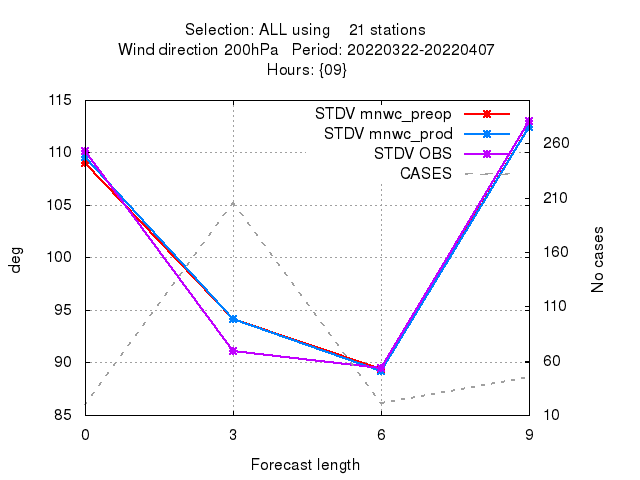 Selection: ALL using    21 stations
Wind direction 200hPa   Period: 20220322-20220407
Hours: {09}
115
110
105
100
95
90
85
deg
STDV mnwc_preop
STDV mnwc_prod
STDV OBS
CASES
260
210
160
110
60
10
No cases
0 3 6 9
Forecast length